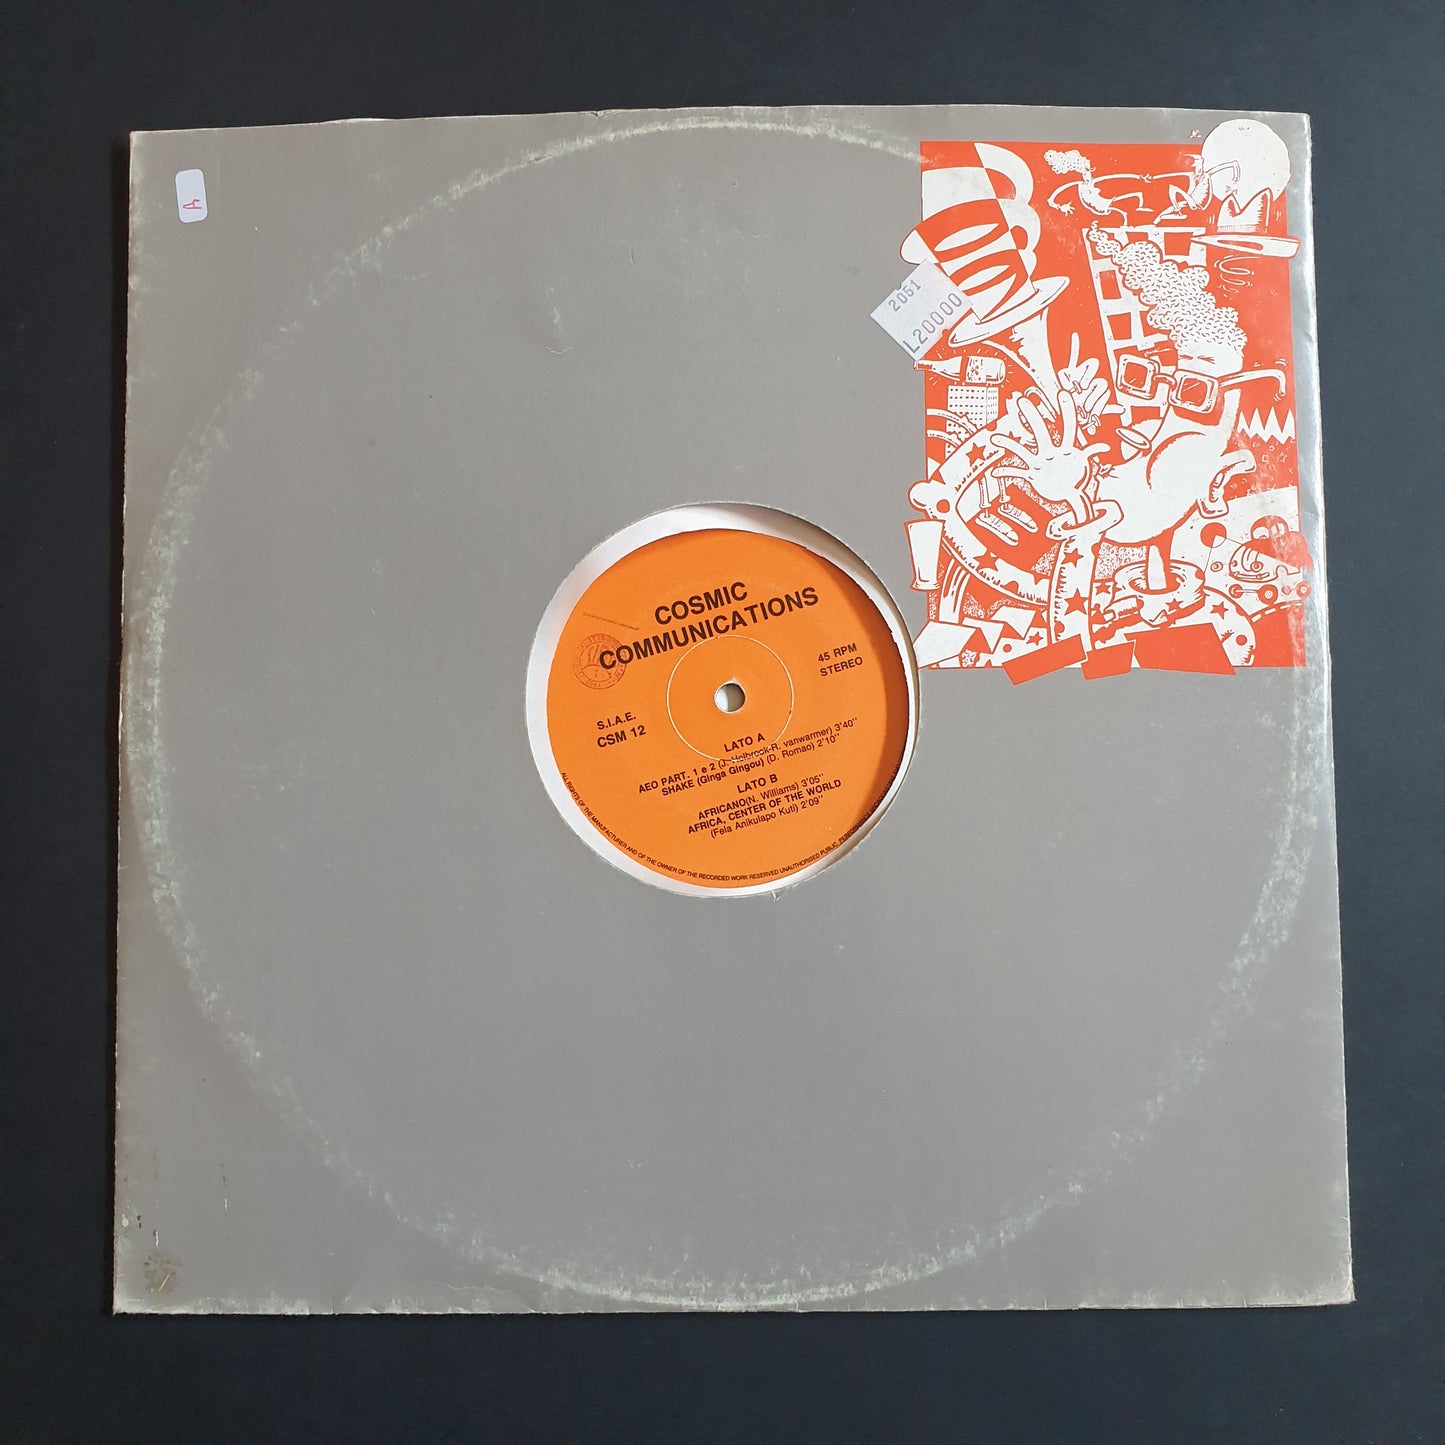 A
2051
L20000
COSMIC
COMMUNICATIONS
45 RPM
STEREO
S.I.A.E.
CSM 12
LATO A
AEO PART. 1 e 2 (J. Holbrook-R. vanwarmer) 3'40''
SHAKE (Ginga Gingou) (D. Romao) 2'10''
LATO B
AFRICANO(N. Williams) 3'05''
AFRICA, CENTER OF THE WORLD
(Fela Anikulapo Kuti) 2'09''
ALL RIGHTS OF THE MANUFACTURER AND OF THE OWNER OF THE RECORDED WORK RESERVED UNAUTHORISED PUBLIC